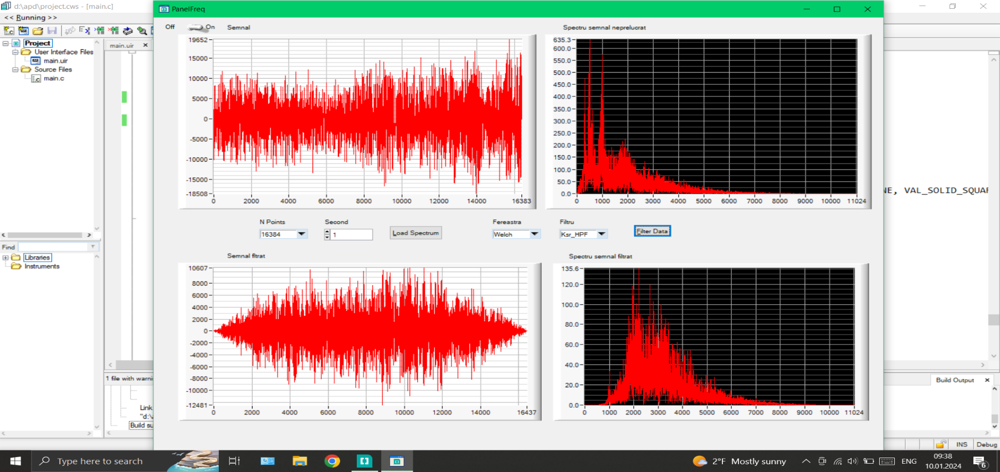 d:\apd\project.cws - [main.c]
<< Running >>
Project
User Interface Files
main.uir
Source Files
main.c
Find
Libraries
Instruments
main.uir
1 file with warni
Link
"d:\
Build su
PanelFreq
Off
On
Semnal
19652
15000
10000
5000
0
-5000
-10000
-15000
-18508
0 2000 4000 6000 8000 10000 12000 14000 16383
Spectru semnal neprelucrat
635.3
600.0
550.0
500.0
450.0
400.0
350.0
300.0
250.0
200.0
150.0
100.0
50.0
0.0
0 1000 2000 3000 4000 5000 6000 7000 8000 9000 10000 11024
N Points
16384
Second
1
Load Spectrum
Fereastra
Welch
Filtru
Ksr_HPF
Filter Data
Semnal fltrat
10607
8000
6000
4000
2000
0
-2000
-4000
-6000
-8000
-10000
-12481
0 2000 4000 6000 8000 10000 12000 14000 16437
Spectru semnal filtrat
135.6
120.0
100.0
80.0
60.0
40.0
20.0
0.0
0 1000 2000 3000 4000 5000 6000 7000 8000 9000 10000 11024
NE, VAL_SOLID_SQUAR
Build Output
INS Debug
Type here to search
2°F Mostly sunny
ENG
09:38
10.01.2024
6